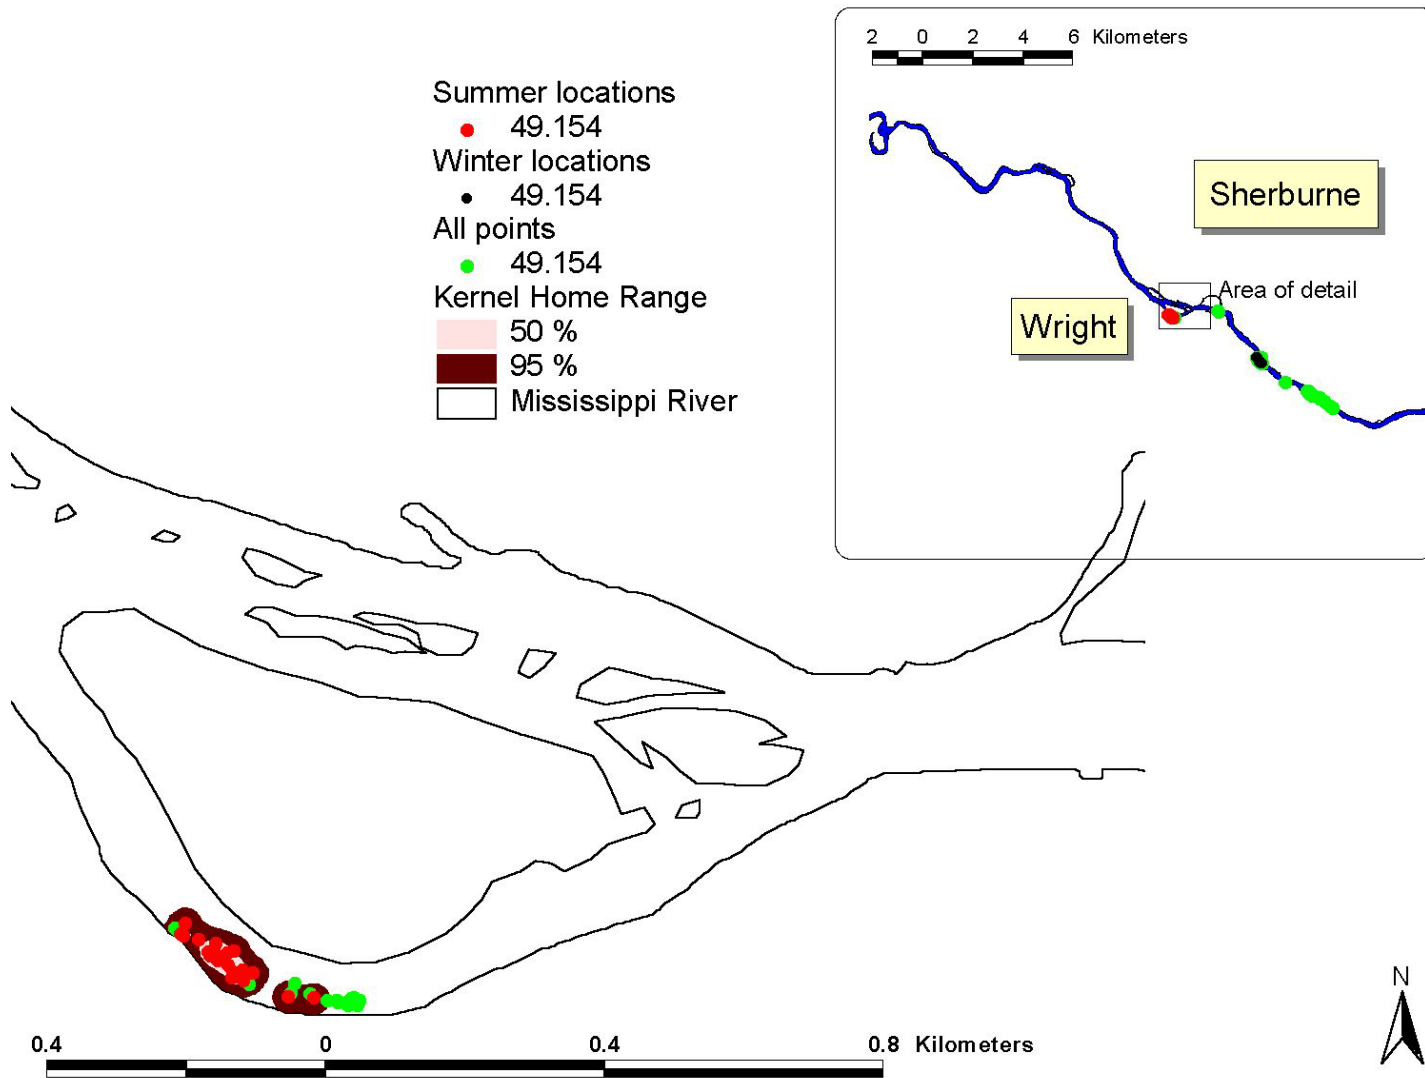 2 0 2 4 6 Kilometers
Summer locations
49.154
Winter locations
49.154
All points
49.154
Kernel Home Range
50 %
95 %
Mississippi River
Sherburne
Area of detail
Wright
N
0.4 0 0.4 0.8 Kilometers